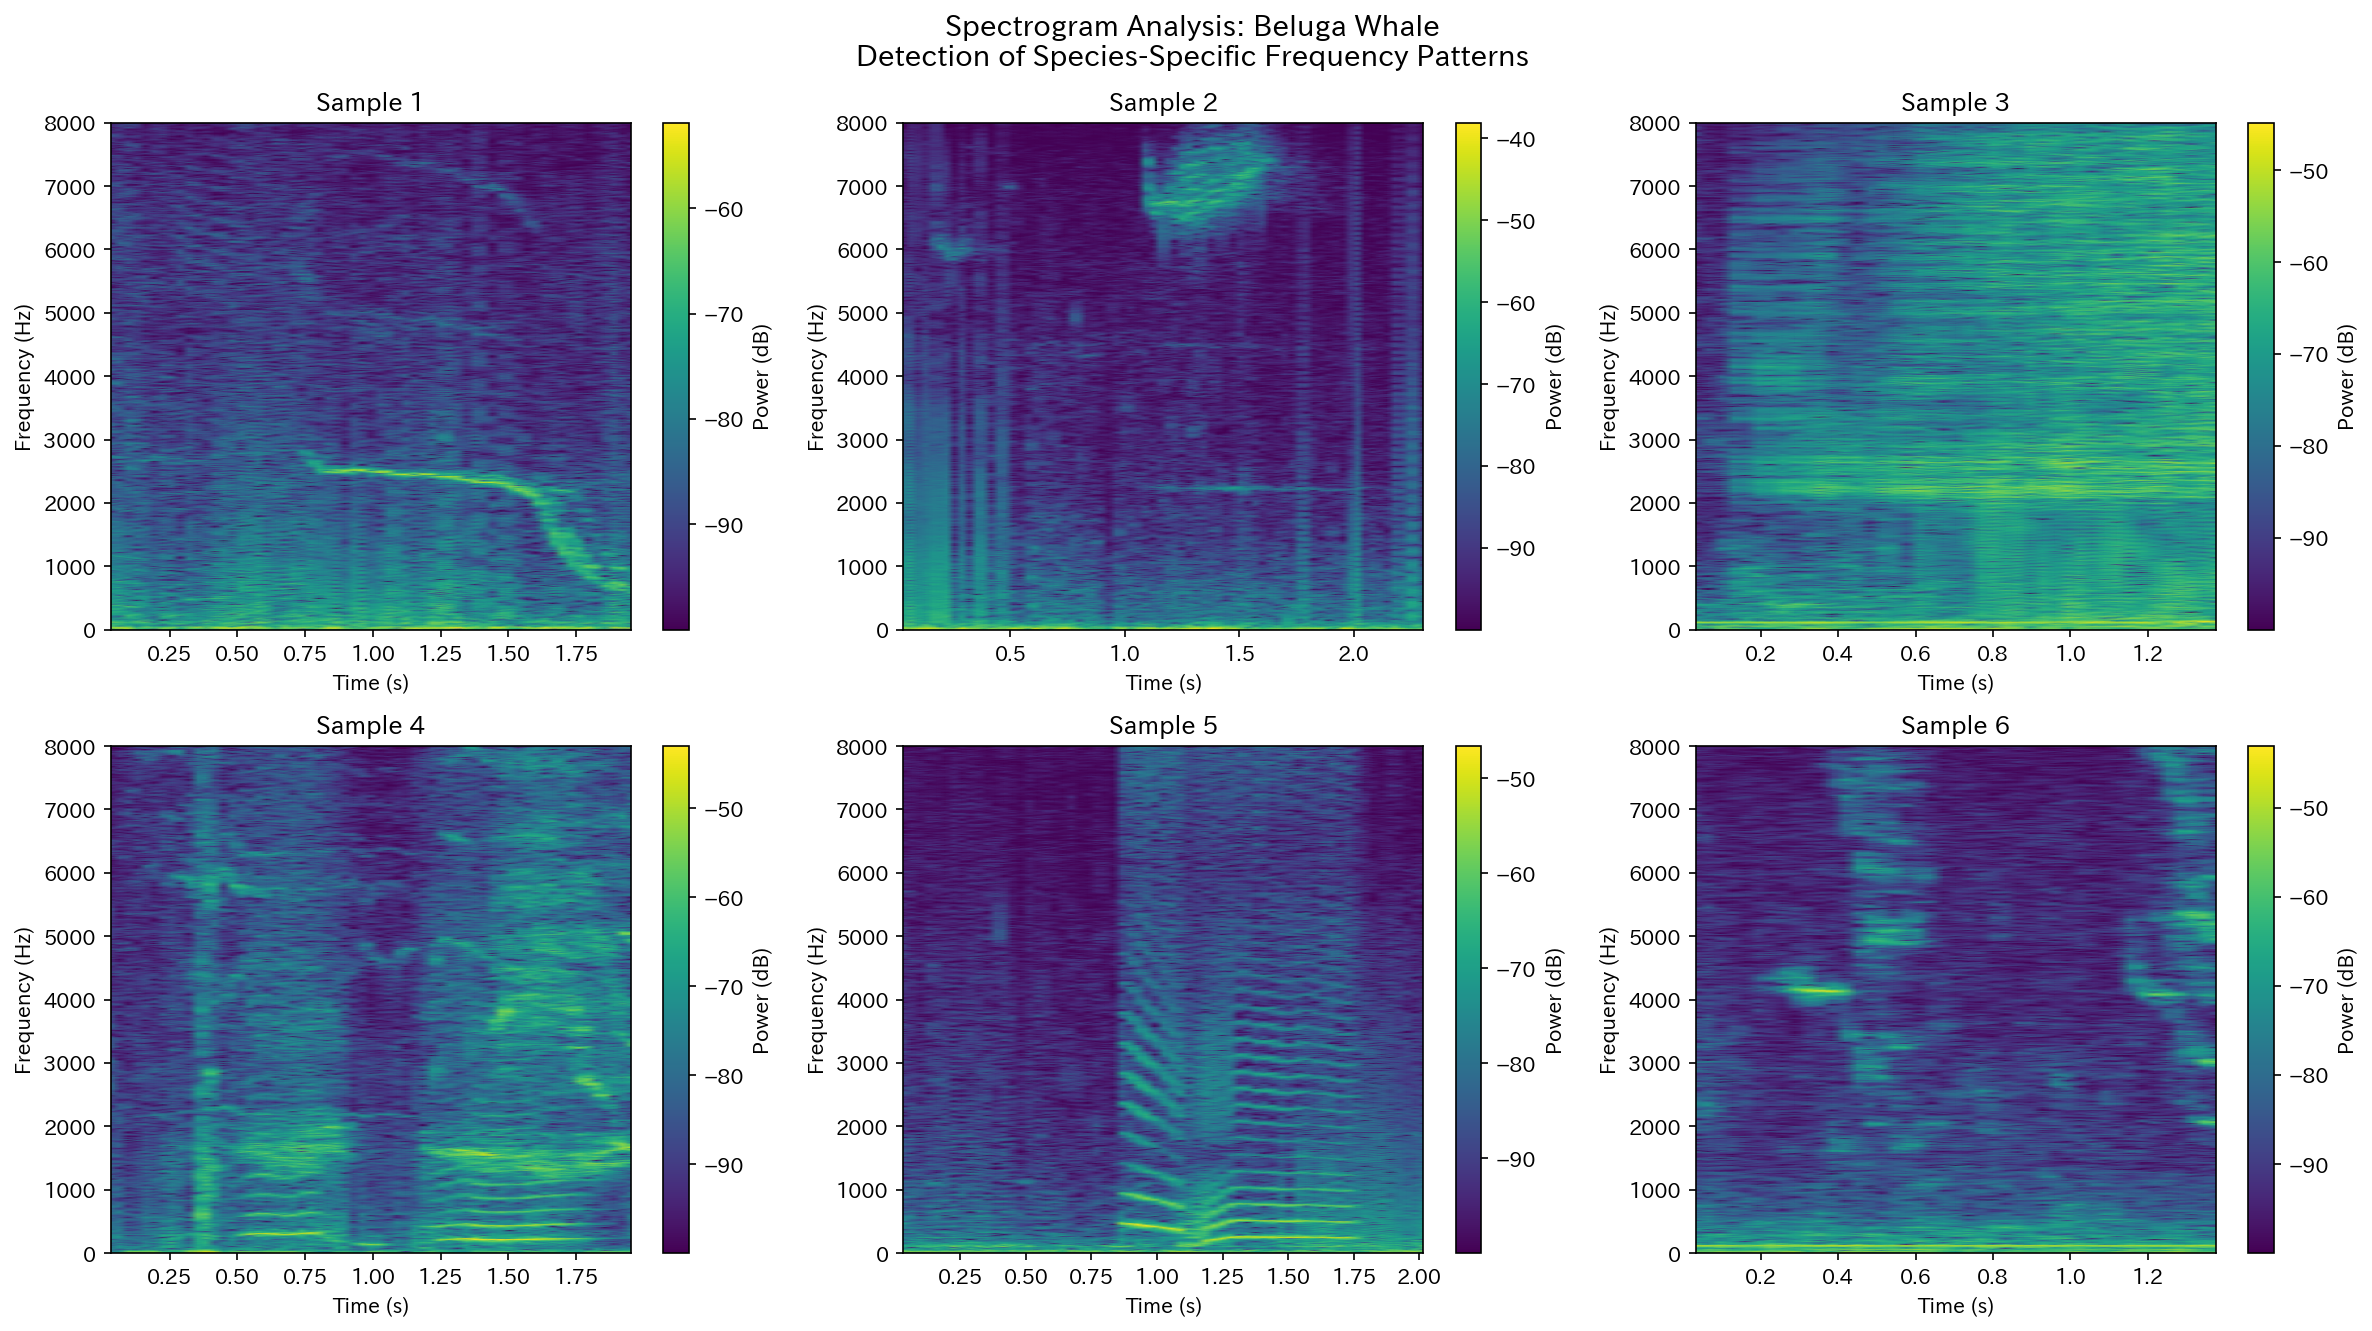 Spectrogram Analysis: Beluga Whale
Detection of Species-Specific Frequency Patterns
Sample 1
8000
7000
6000
5000
4000
3000
2000
1000
0
Frequency (Hz)
0.25 0.50 0.75 1.00 1.25 1.50 1.75
Time (s)
−60
−70
−80
−90
Power (dB)
Sample 2
8000
7000
6000
5000
4000
3000
2000
1000
0
Frequency (Hz)
0.5 1.0 1.5 2.0
Time (s)
−40
−50
−60
−70
−80
−90
Power (dB)
Sample 3
8000
7000
6000
5000
4000
3000
2000
1000
0
Frequency (Hz)
0.2 0.4 0.6 0.8 1.0 1.2
Time (s)
−50
−60
−70
−80
−90
Power (dB)
Sample 4
8000
7000
6000
5000
4000
3000
2000
1000
0
Frequency (Hz)
0.25 0.50 0.75 1.00 1.25 1.50 1.75
Time (s)
−50
−60
−70
−80
−90
Power (dB)
Sample 5
8000
7000
6000
5000
4000
3000
2000
1000
0
Frequency (Hz)
0.25 0.50 0.75 1.00 1.25 1.50 1.75 2.00
Time (s)
−50
−60
−70
−80
−90
Power (dB)
Sample 6
8000
7000
6000
5000
4000
3000
2000
1000
0
Frequency (Hz)
0.2 0.4 0.6 0.8 1.0 1.2
Time (s)
−50
−60
−70
−80
−90
Power (dB)